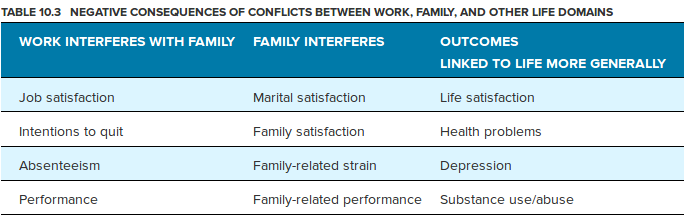 TABLE 10.3 NEGATIVE CONSEQUENCES OF CONFLICTS BETWEEN WORK, FAMILY, AND OTHER LIFE DOMAINS
WORK INTERFERES WITH FAMILY FAMILY INTERFERES OUTCOMES
LINKED TO LIFE MORE GENERALLY
Job satisfaction Marital satisfaction Life satisfaction
Intentions to quit Family satisfaction Health problems
Absenteeism Family-related strain Depression
Performance Family-related performance Substance use/abuse